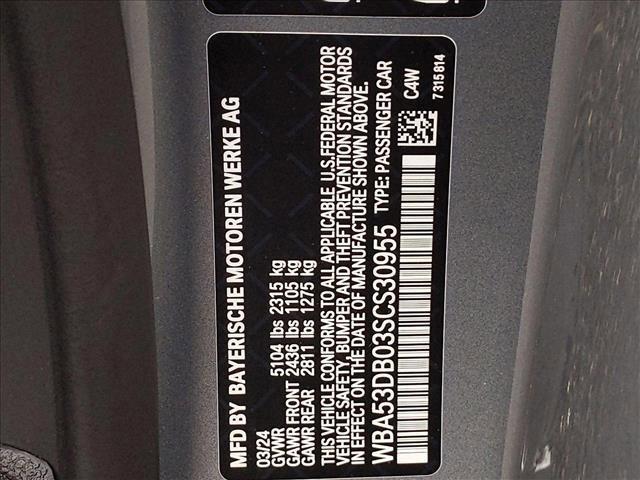 MFD BY BAYERISCHE MOTOREN WERKE AG
03/24
GVWR 5104 lbs 2315 kg
GAWR FRONT 2436 lbs 1105 kg
GAWR REAR 2811 lbs 1275 kg
THIS VEHICLE CONFORMS TO ALL APPLICABLE U.S.FEDERAL MOTOR
VEHICLE SAFETY, BUMPER AND THEFT PREVENTION STANDARDS
IN EFFECT ON THE DATE OF MANUFACTURE SHOWN ABOVE.
WBA53DB03SCS30955 TYPE: PASSENGER CAR
C4W
7315814